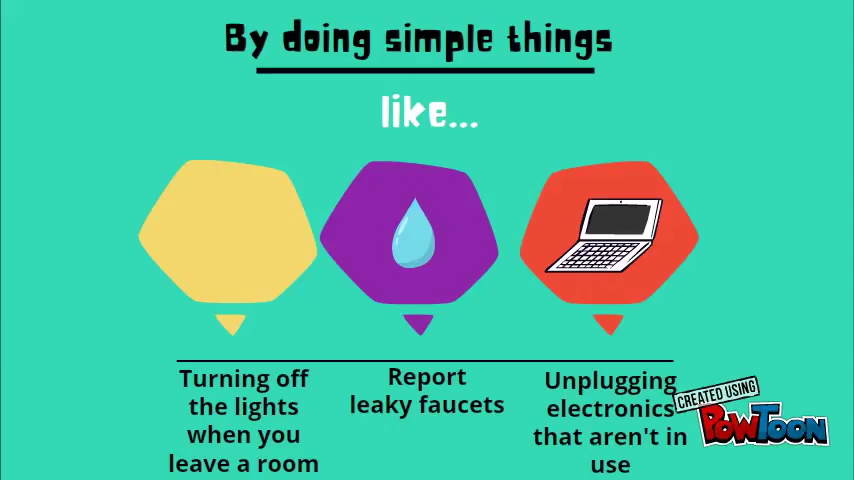 By doing simple things
like...
Turning off
the lights
when you
leave a room
Report
leaky faucets
Unplugging
electronics
that aren't in
use
CREATED USING
POWTOON